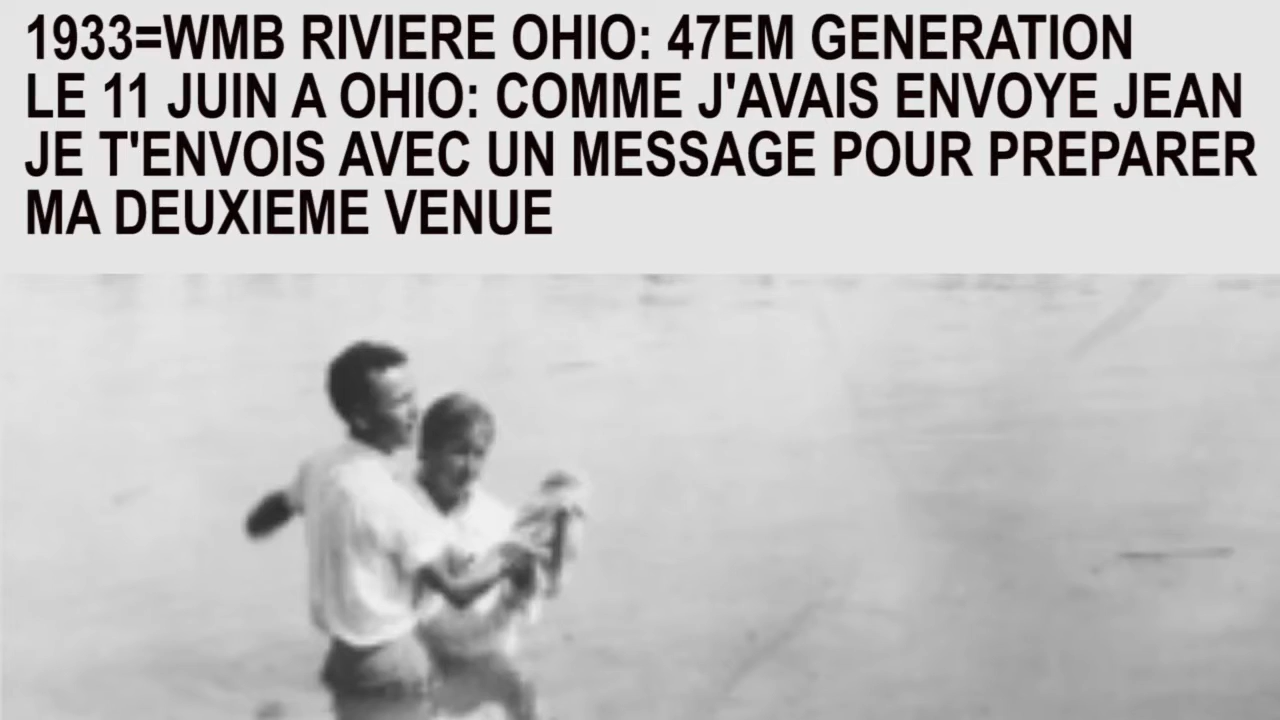 1933=WMB RIVIERE OHIO: 47EM GENERATION
LE 11 JUIN A OHIO: COMME J'AVAIS ENVOYE JEAN
JE T'ENVOIS AVEC UN MESSAGE POUR PREPARER
MA DEUXIEME VENUE